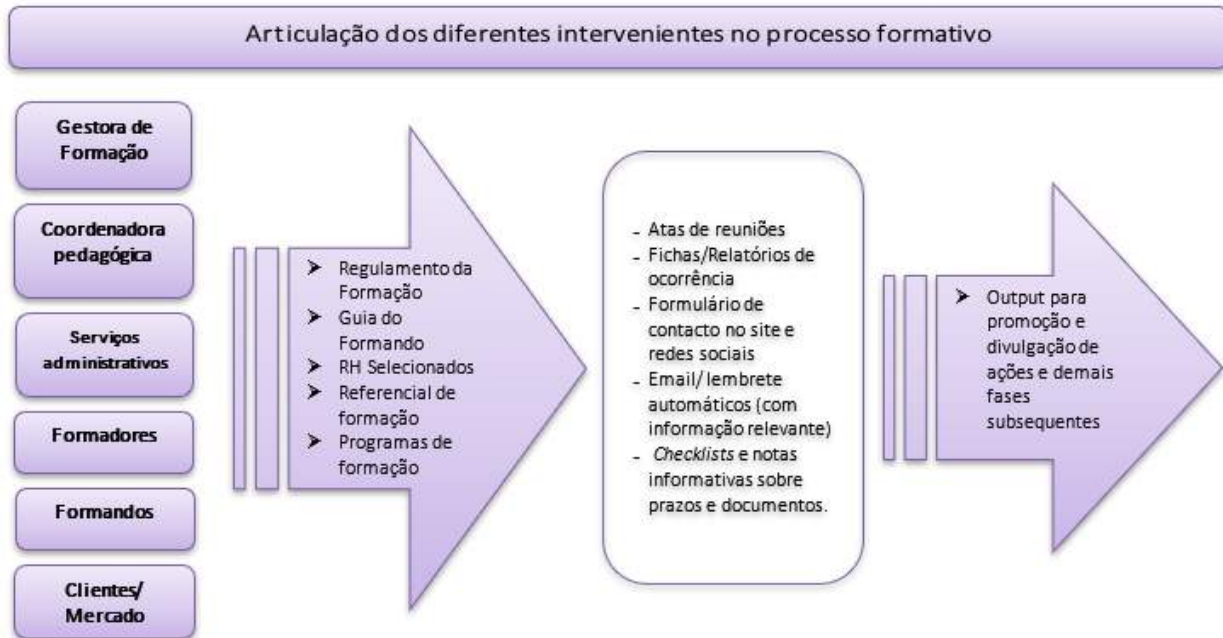 Articulação dos diferentes intervenientes no processo formativo
Gestora de
Formação
Coordenadora
pedagógica
Serviços
administrativos
Formadores
Formandos
Clientes/
Mercado
➤ Regulamento da
Formação
➤ Guia do
Formando
➤ RH Selecionados
➤ Referencial de
formação
➤ Programas de
formação
- Atas de reuniões
- Fichas/Relatórios de
ocorrência
- Formulário de
contacto no site e
redes sociais
- Email/ lembrete
automáticos (com
informação relevante)
- Checklists e notas
informativas sobre
prazos e documentos.
➤ Output para
promoção e
divulgação de
ações e demais
fases
subsequentes